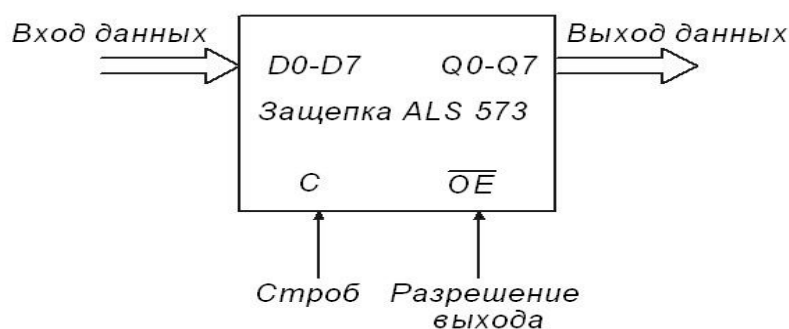 Вход данных
Выход данных
D0-D7
Q0-Q7
Защепка ALS 573
C
OE
Строб
Разрешение
выхода